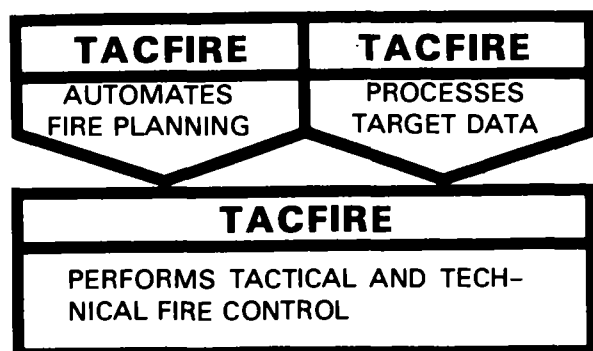 TACFIRE
AUTOMATES
FIRE PLANNING
TACFIRE
PROCESSES
TARGET DATA
TACFIRE
PERFORMS TACTICAL AND TECH-
NICAL FIRE CONTROL